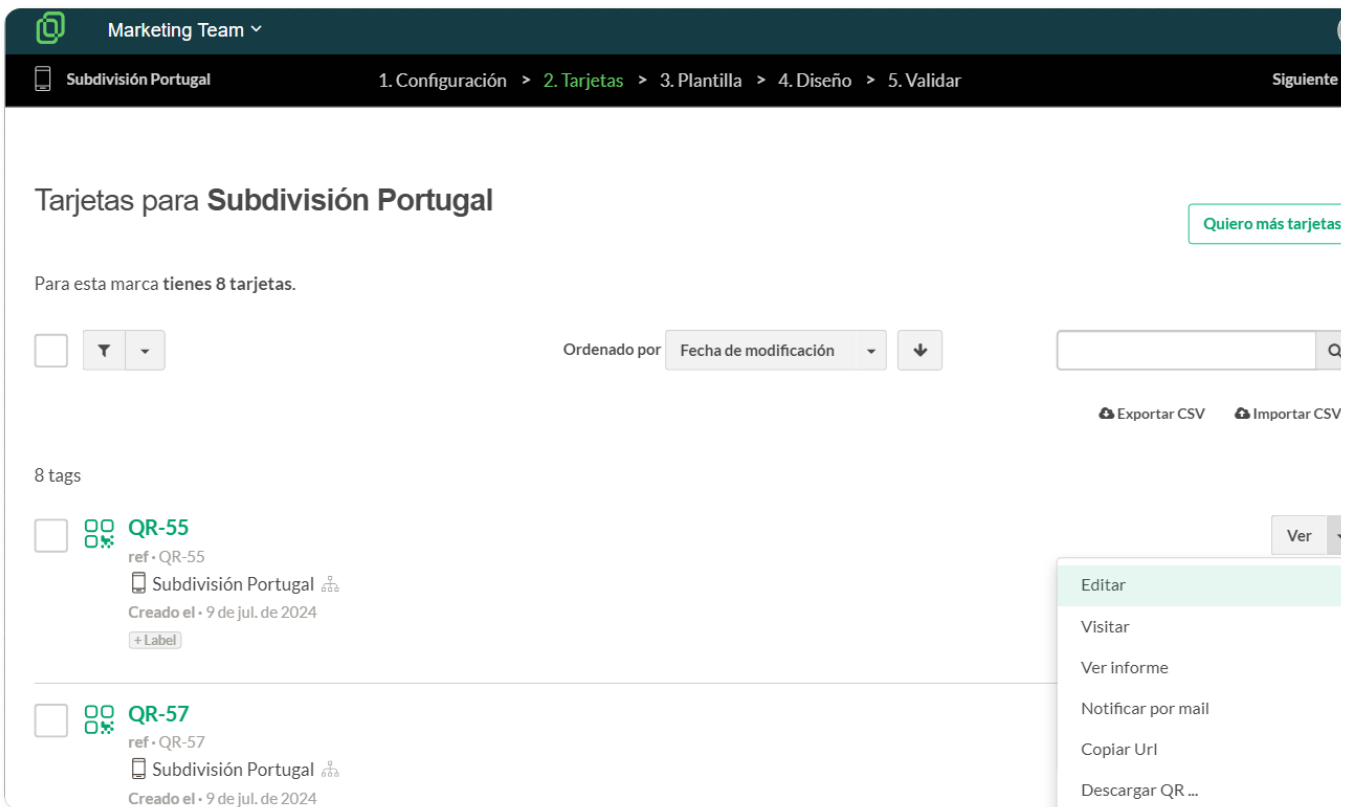 Marketing Team
Subdivisión Portugal 1. Configuración > 2. Tarjetas > 3. Plantilla > 4. Diseño > 5. Validar Siguiente
Tarjetas para Subdivisión Portugal
Quiero más tarjetas
Para esta marca tienes 8 tarjetas.
Ordenado por Fecha de modificación
Exportar CSV Importar CSV
8 tags
QR-55
Ver
ref · QR-55
Subdivisión Portugal
Creado el · 9 de jul. de 2024
+ Label
Editar
Visitar
Ver informe
Notificar por mail
Copiar Url
Descargar QR ...
QR-57
ref · QR-57
Subdivisión Portugal
Creado el · 9 de jul. de 2024